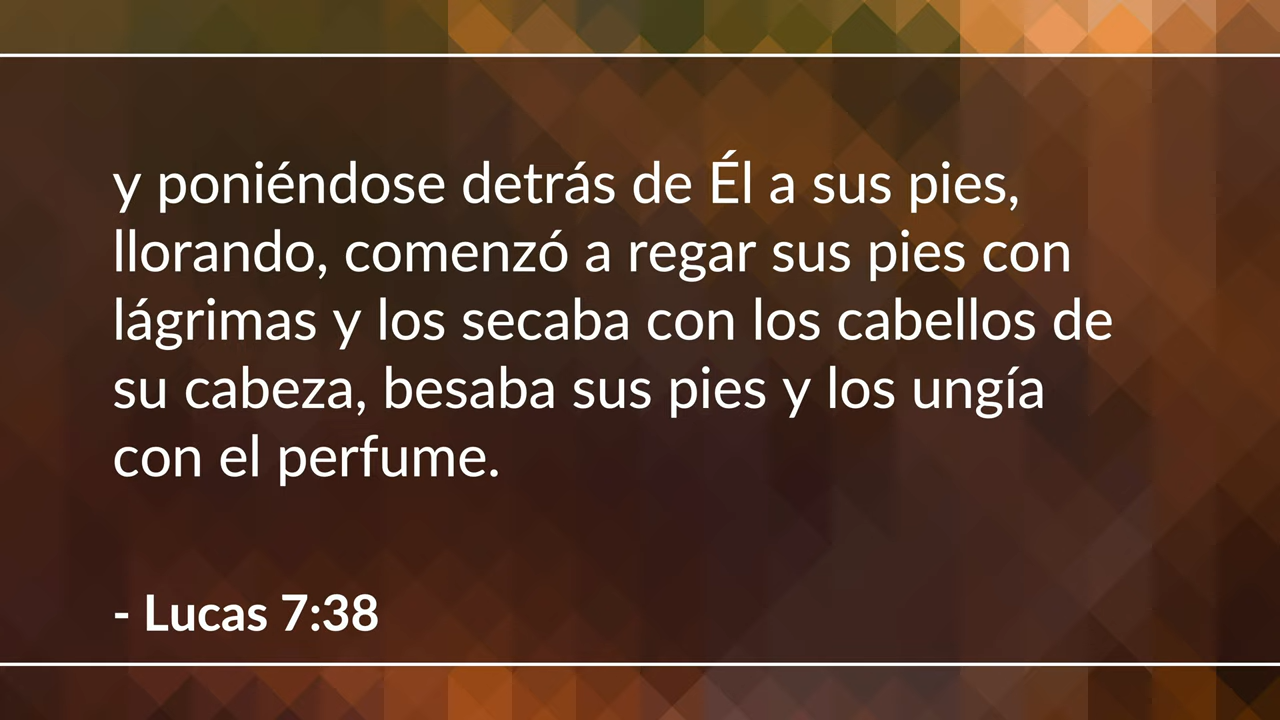 y poniéndose detrás de Él a sus pies,
llorando, comenzó a regar sus pies con
lágrimas y los secaba con los cabellos de
su cabeza, besaba sus pies y los ungía
con el perfume.
- Lucas 7:38